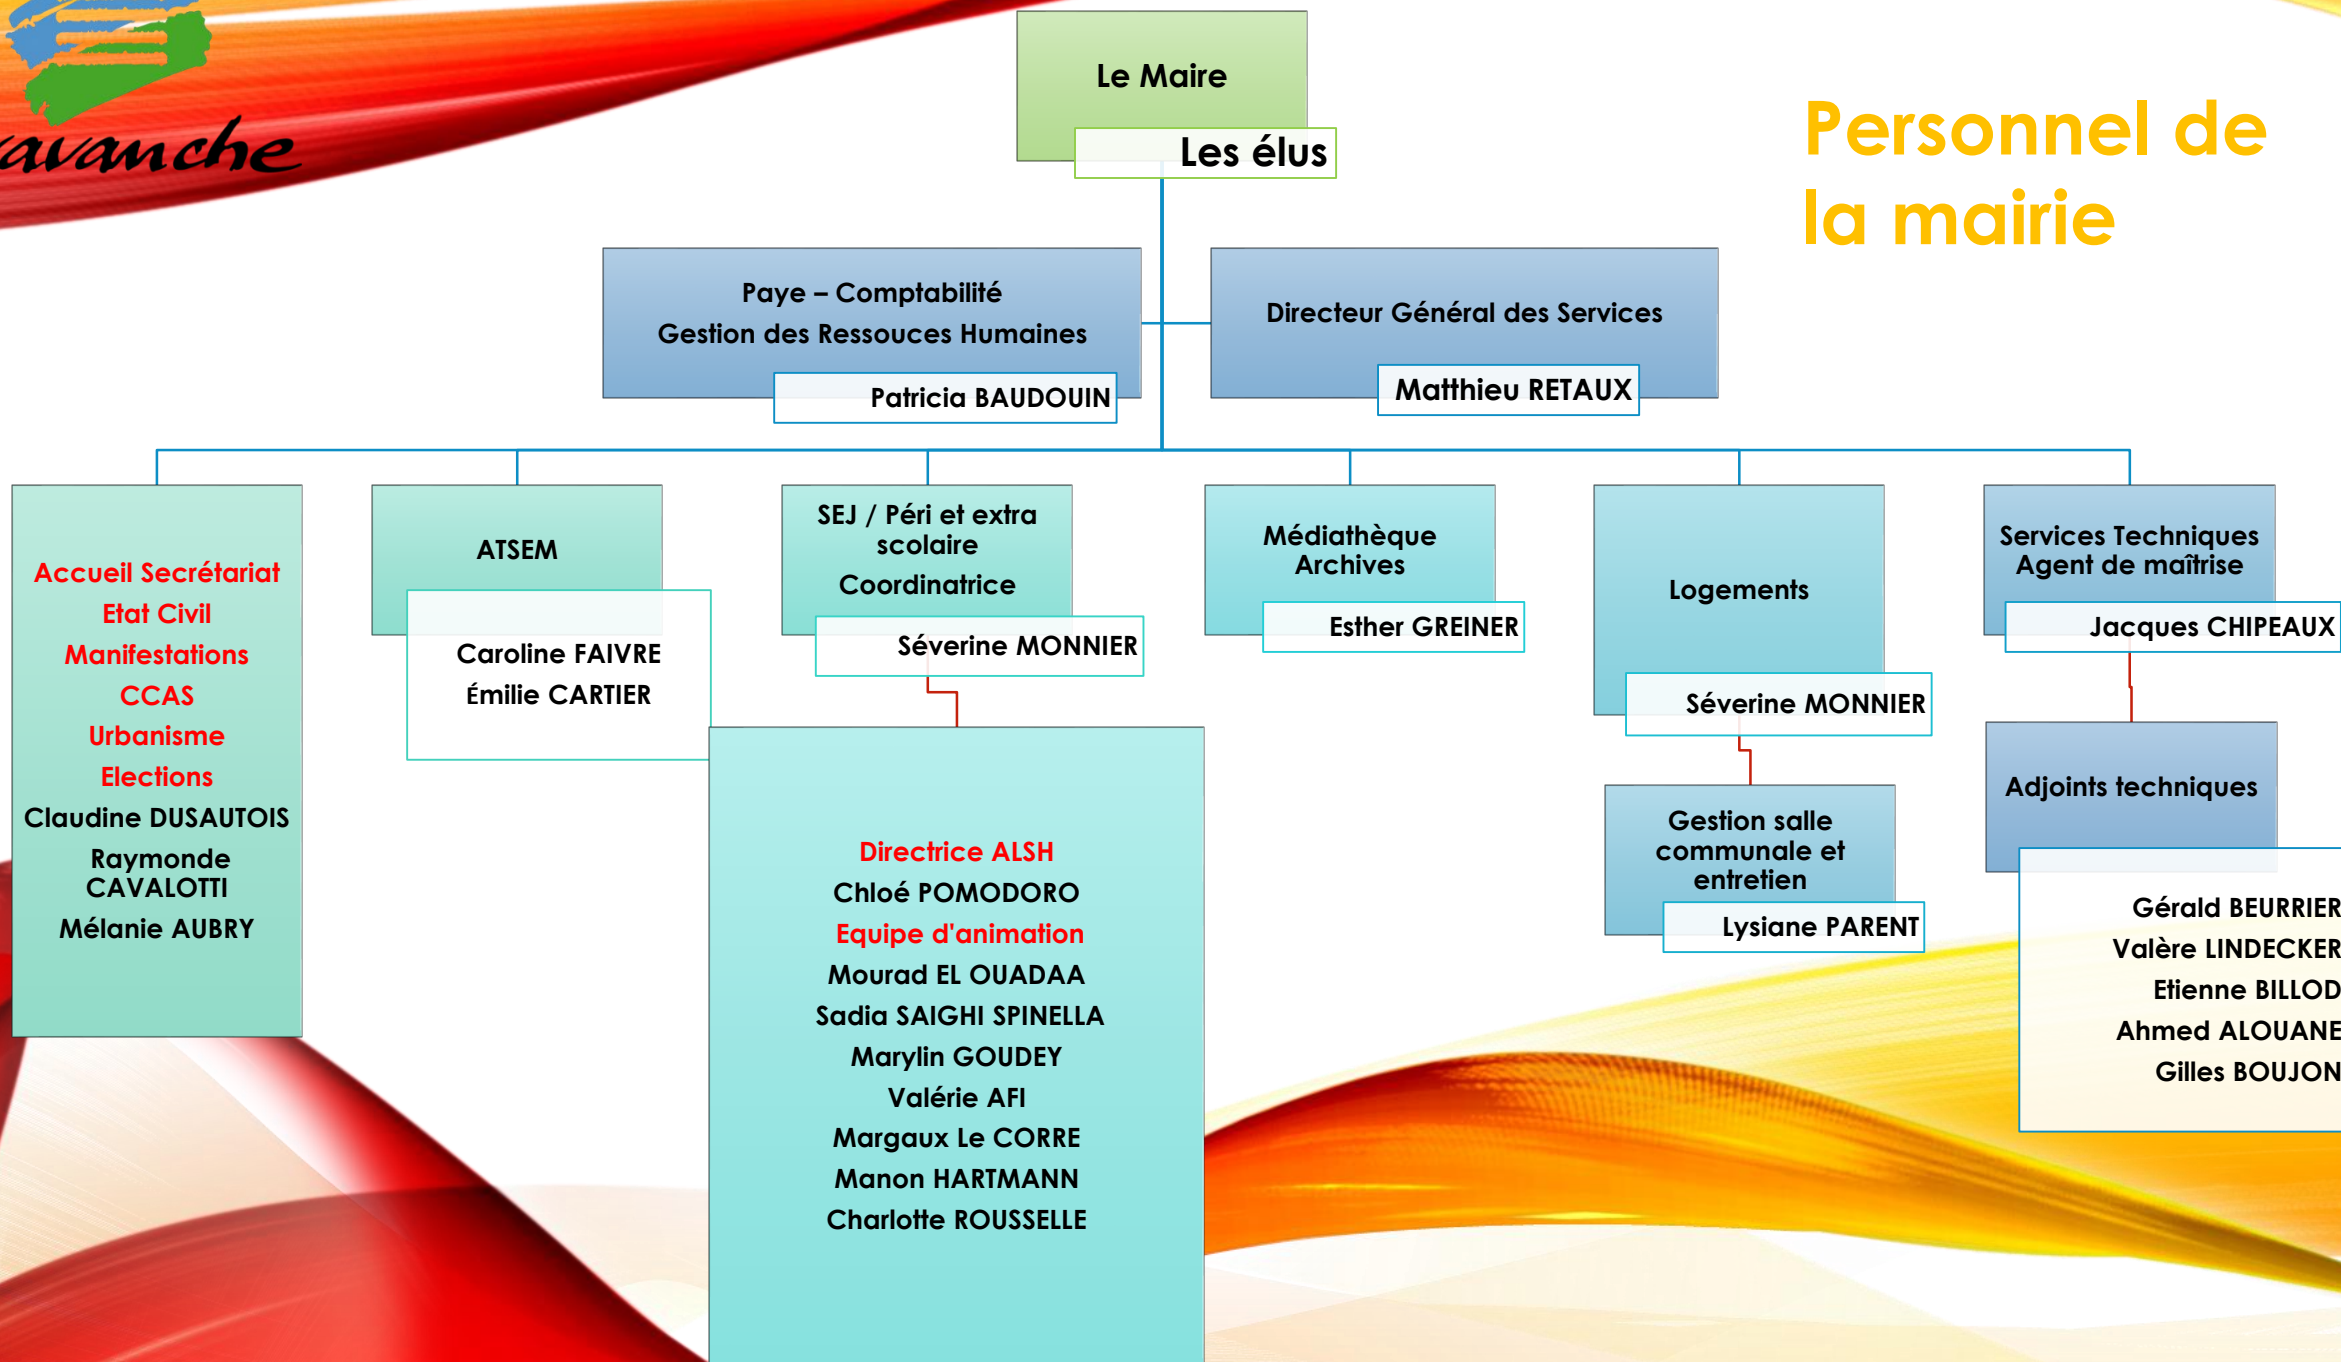 avanche
Le Maire
Les élus
Personnel de
la mairie
Paye – Comptabilité
Gestion des Ressouces Humaines
Patricia BAUDOUIN
Directeur Général des Services
Matthieu RETAUX
Accueil Secrétariat
Etat Civil
Manifestations
CCAS
Urbanisme
Elections
Claudine DUSAUTOIS
Raymonde
CAVALOTTI
Mélanie AUBRY
ATSEM
Caroline FAIVRE
Émilie CARTIER
SEJ / Péri et extra
scolaire
Coordinatrice
Séverine MONNIER
Directrice ALSH
Chloé POMODORO
Equipe d'animation
Mourad EL OUADAA
Sadia SAIGHI SPINELLA
Marylin GOUDEY
Valérie AFI
Margaux Le CORRE
Manon HARTMANN
Charlotte ROUSSELLE
Médiathèque
Archives
Esther GREINER
Logements
Séverine MONNIER
Gestion salle
communale et
entretien
Lysiane PARENT
Services Techniques
Agent de maîtrise
Jacques CHIPEAUX
Adjoints techniques
Gérald BEURRIER
Valère LINDECKER
Etienne BILLOD
Ahmed ALOUANE
Gilles BOUJON